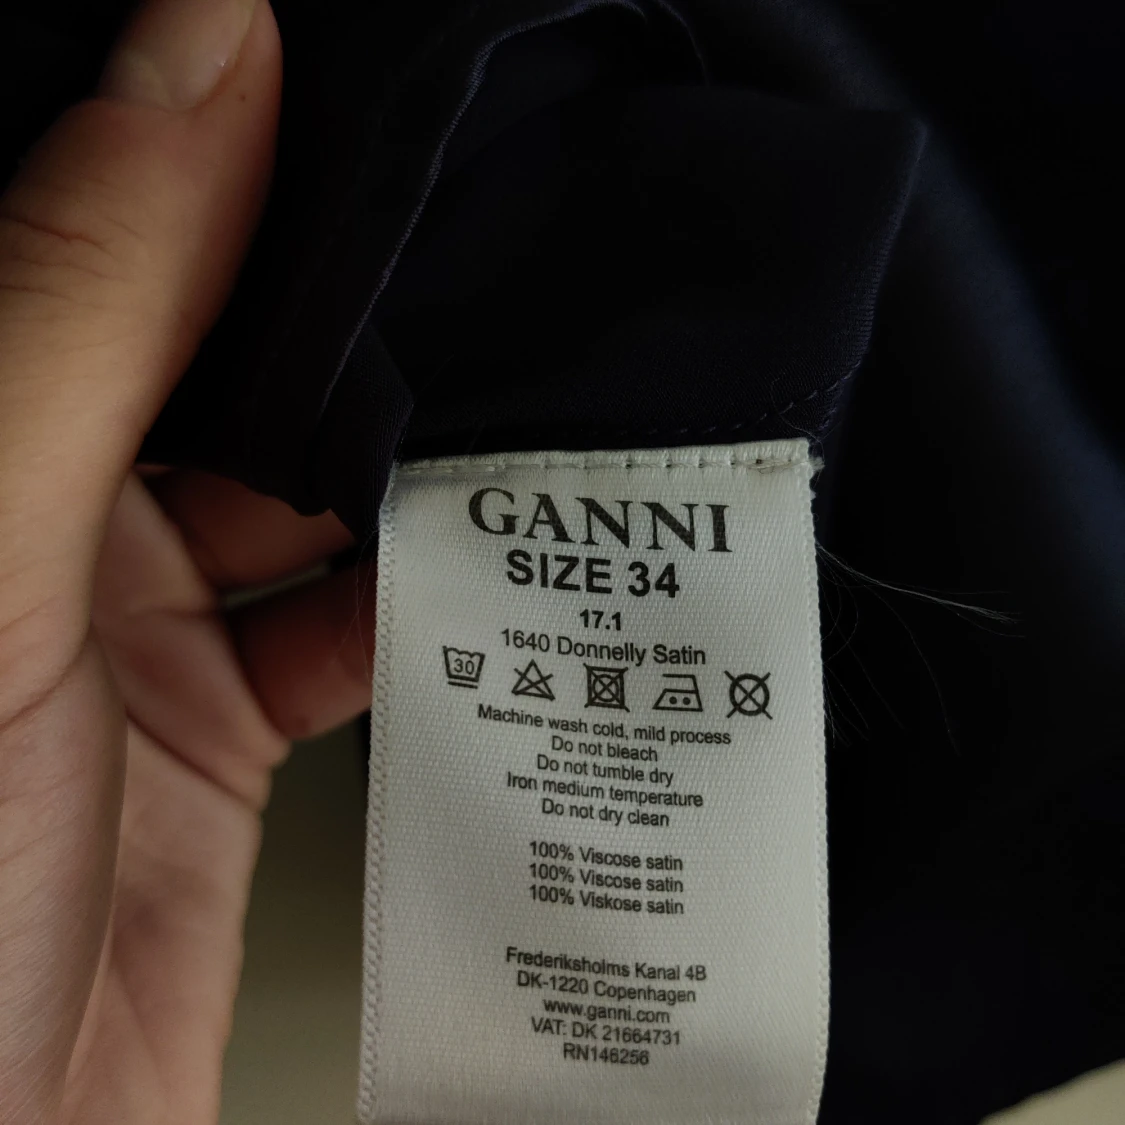 GANNI
SIZE 34
17.1
1640 Donnelly Satin
30
Machine wash cold, mild process
Do not bleach
Do not tumble dry
Iron medium temperature
Do not dry clean
100% Viscose satin
100% Viscose satin
100% Viskose satin
Frederiksholms Kanal 4B
DK-1220 Copenhagen
www.ganni.com
VAT: DK 21664731
RN146256